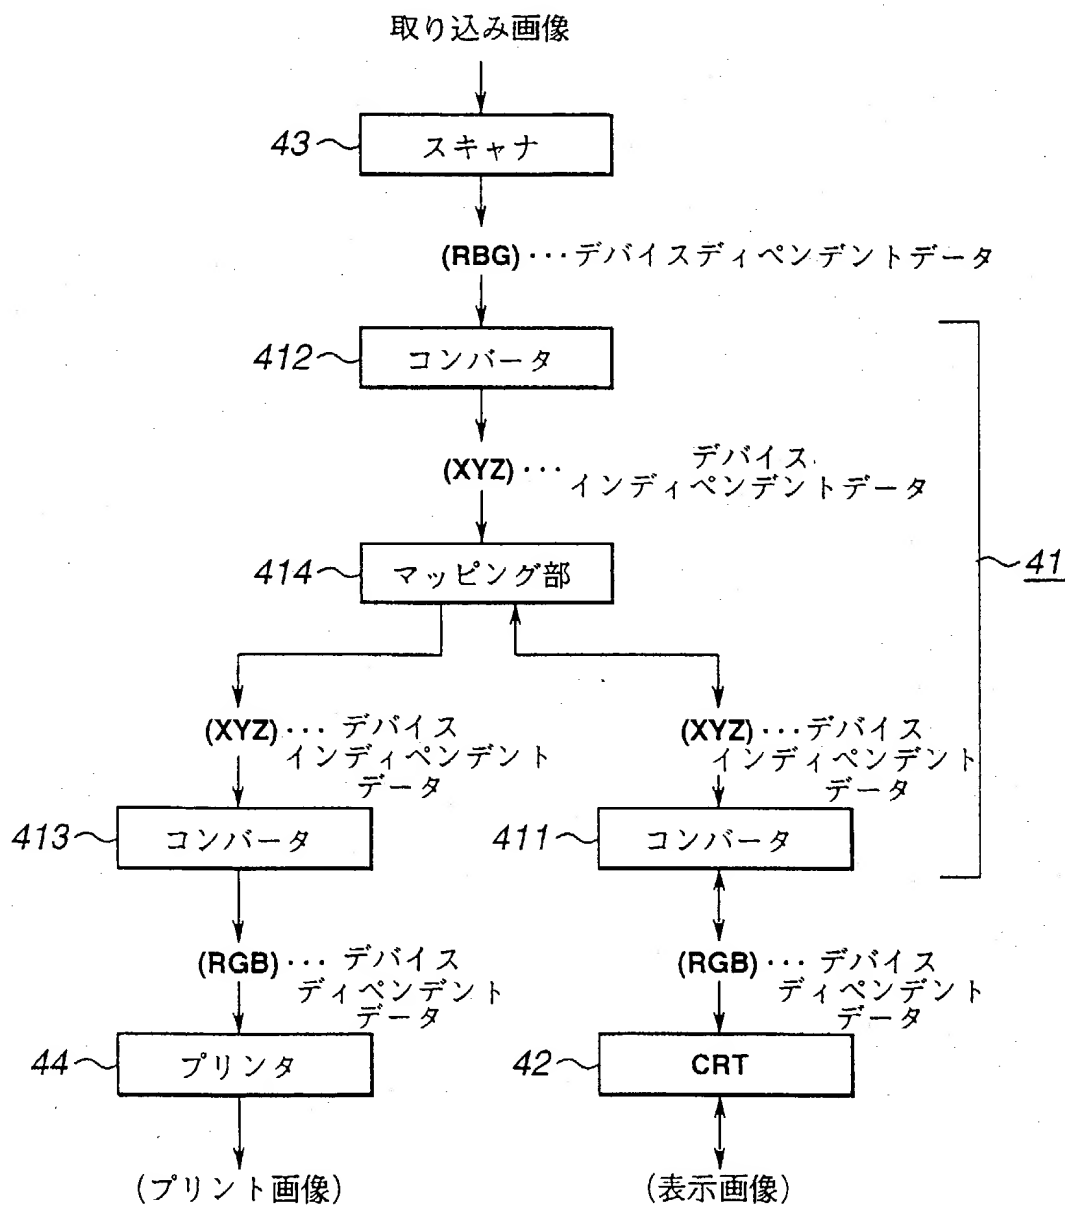 取り込み画像
43
スキャナ
(RBG)・・・デバイスディペンデントデータ
412
コンバータ
(XYZ)・・・デバイス
インディペンデントデータ
414
マッピング部
41
(XYZ)・・・デバイス
インディペンデント
データ
(XYZ)・・・デバイス
インディペンデント
データ
413
コンバータ
411
コンバータ
(RGB)・・・デバイス
ディペンデント
データ
(RGB)・・・デバイス
ディペンデント
データ
44
プリンタ
42
CRT
(プリント画像)
(表示画像)